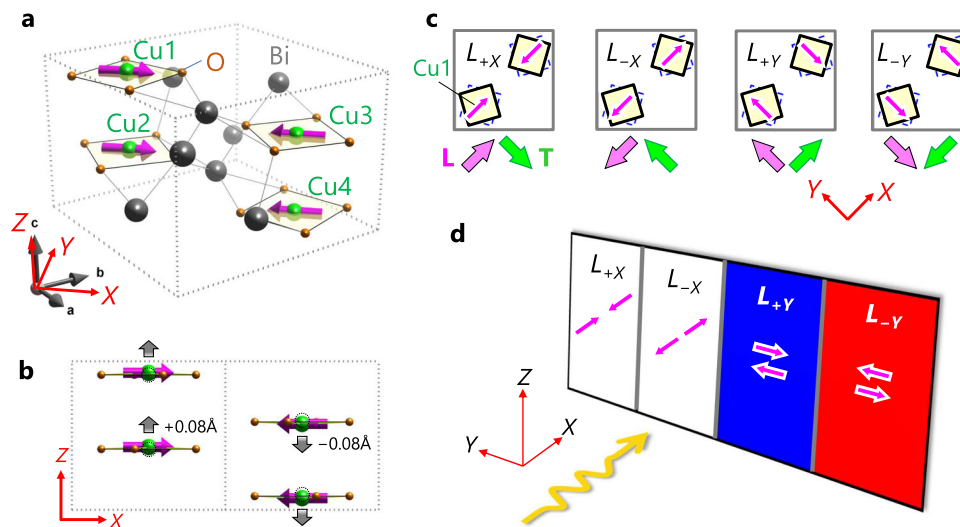 a
Cu1
O
Bi
Cu2
Cu3
Cu4
Z
c
Y
b
X
a
b
+0.08Å
−0.08Å
Z
X
c
L+X
L−X
L+Y
L−Y
Cu1
L
T
Y
X
d
L+X
L−X
L+Y
L−Y
Z
Y
X